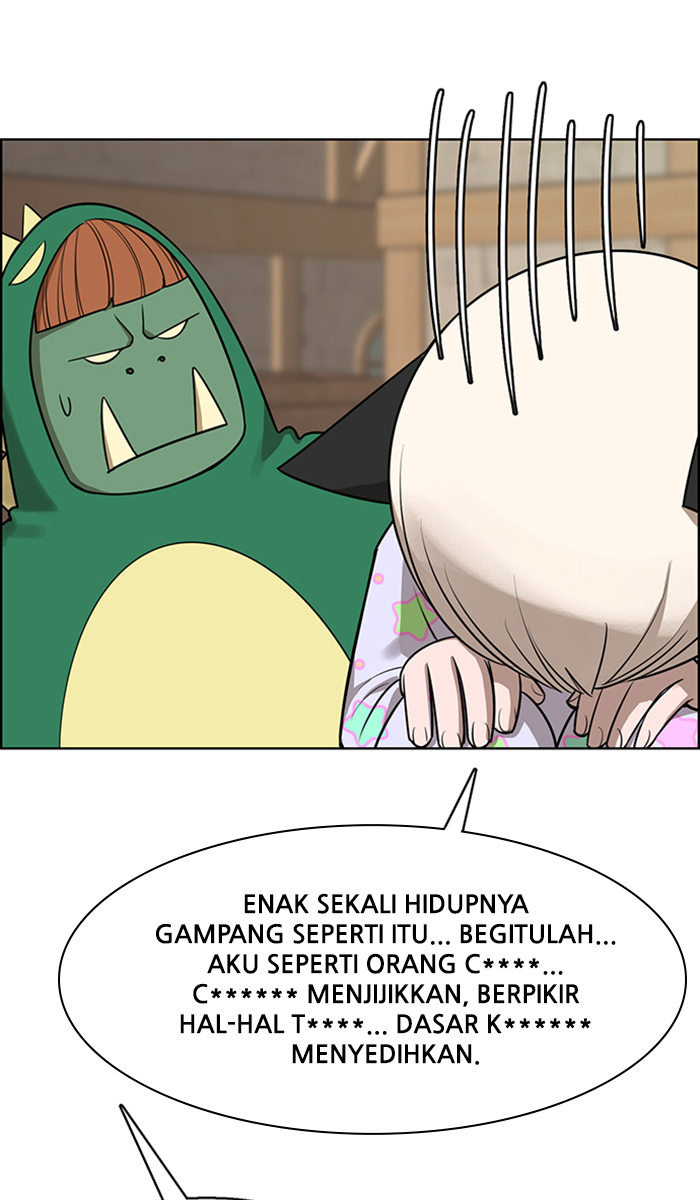 ENAK SEKALI HIDUPNYA
GAMPANG SEPERTI ITU... BEGITULAH...
AKU SEPERTI ORANG C****...
C****** MENJIJIKKAN, BERPIKIR
HAL-HAL T****... DASAR K******
MENYEDIHKAN.